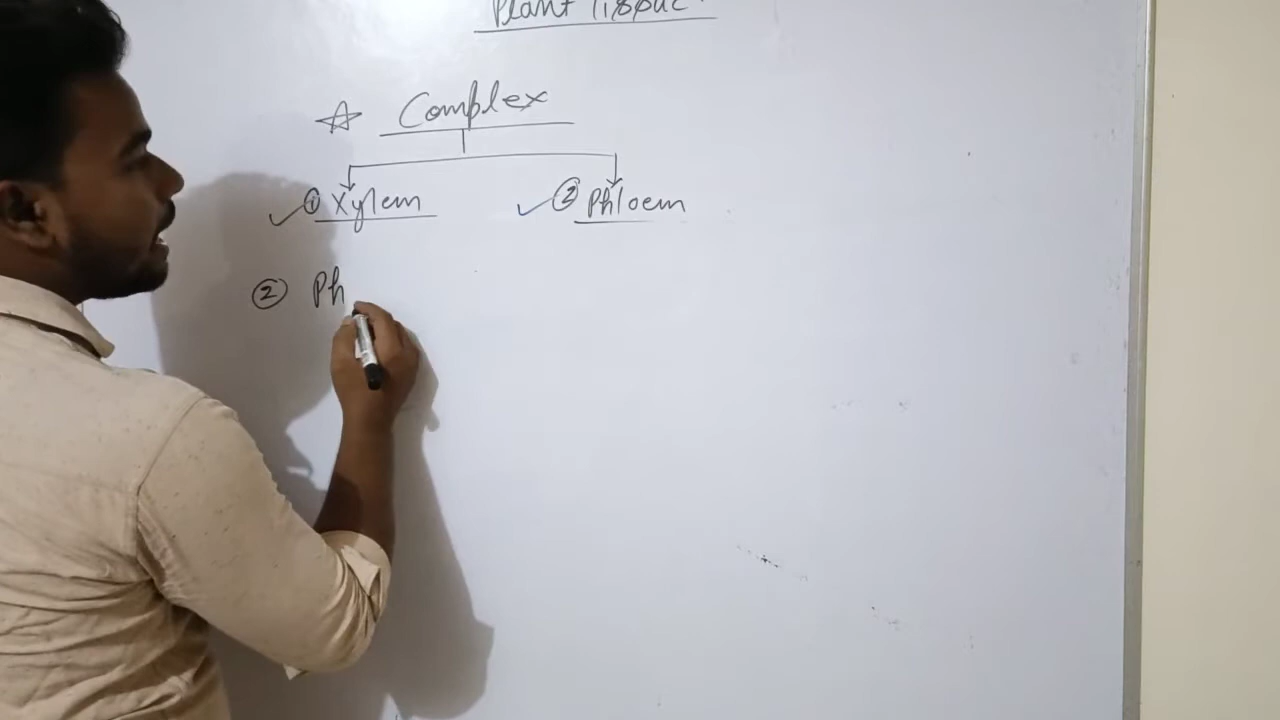 Plant Tissue
☆ Complex
① Xylem ② Phloem
② Ph